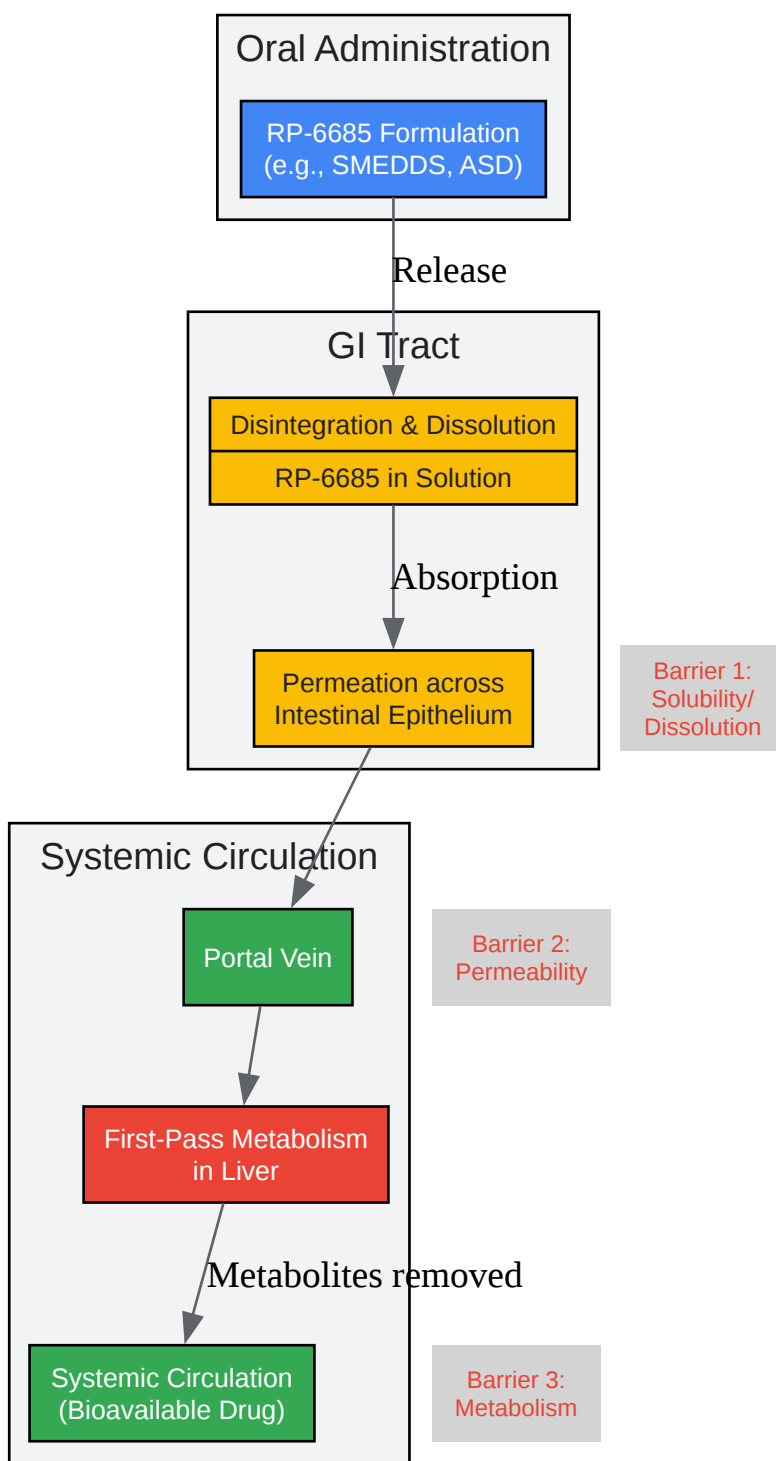 Oral Administration
RP-6685 Formulation
(e.g., SMEDDS, ASD)
Release
GI Tract
Disintegration & Dissolution
RP-6685 in Solution
Absorption
Permeation across
Intestinal Epithelium
Barrier 1:
Solubility/
Dissolution
Systemic Circulation
Portal Vein
Barrier 2:
Permeability
First-Pass Metabolism
in Liver
Metabolites removed
Systemic Circulation
(Bioavailable Drug)
Barrier 3:
Metabolism